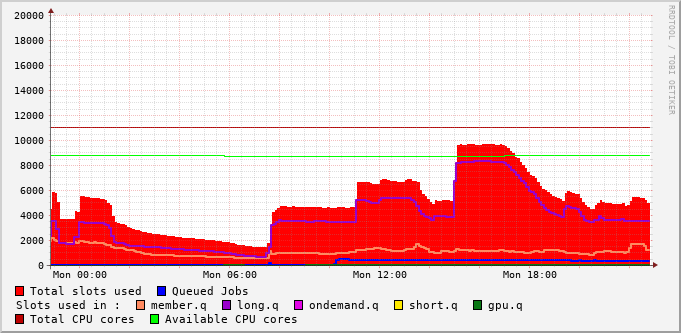 RRDTOOL / TOBI OETIKER
20000
18000
16000
14000
12000
10000
8000
6000
4000
2000
0
Mon 00:00 Mon 06:00 Mon 12:00 Mon 18:00
Total slots used Queued Jobs
Slots used in : member.q long.q ondemand.q short.q gpu.q
Total CPU cores Available CPU cores